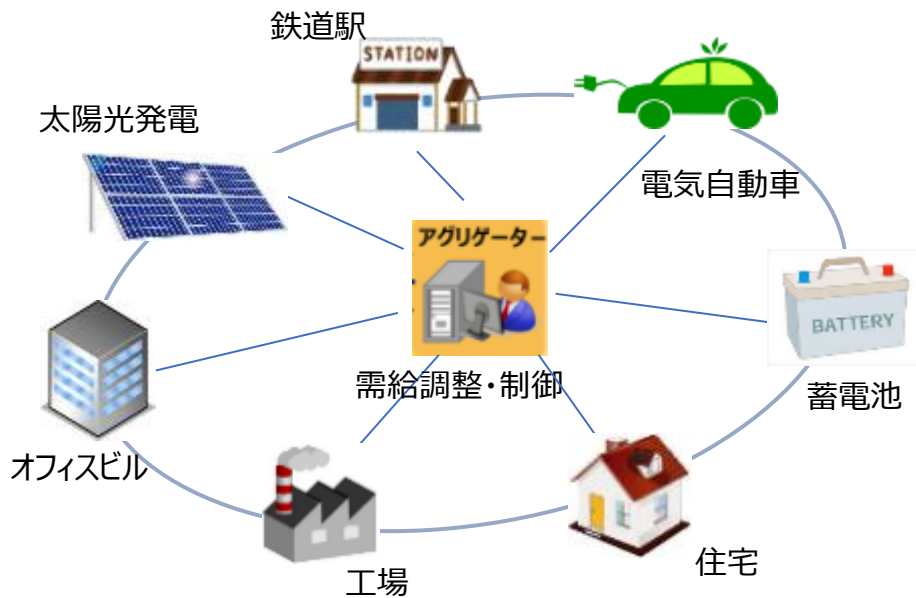 鉄道駅
STATION
太陽光発電
電気自動車
アグリゲーター
BATTERY
需給調整・制御
蓄電池
オフィスビル
住宅
工場